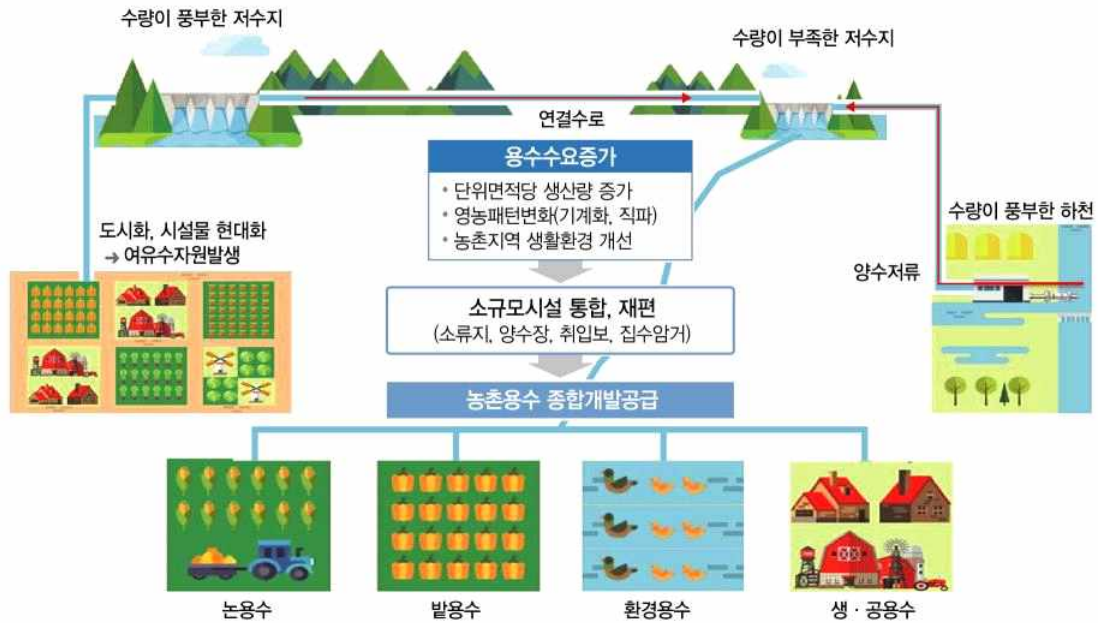 수량이 풍부한 저수지
수량이 부족한 저수지
연결수로
용수수요증가
• 단위면적당 생산량 증가
• 영농패턴변화(기계화, 직파)
• 농촌지역 생활환경 개선
수량이 풍부한 하천
도시화, 시설물 현대화
→ 여유수자원발생
양수저류
소규모시설 통합, 재편
(소류지, 양수장, 취입보, 집수암거)
농촌용수 종합개발공급
논용수
밭용수
환경용수
생 · 공용수